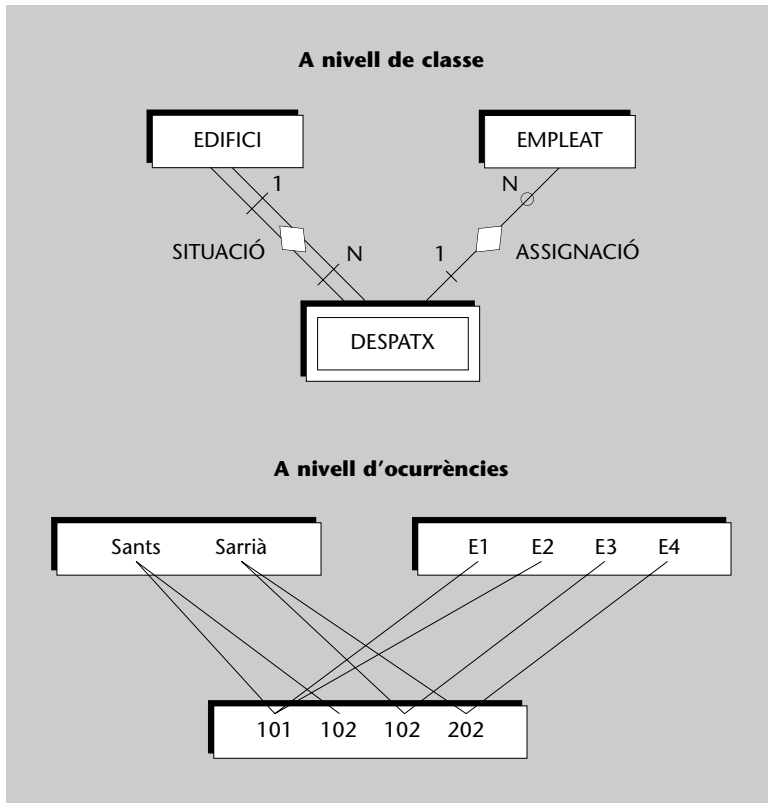 A nivell de classe
EDIFICI EMPLEAT
1 N
SITUACIÓ N 1 ASSIGNACIÓ
DESPATX
A nivell d’ocurrències
Sants Sarrià E1 E2 E3 E4
101 102 102 202